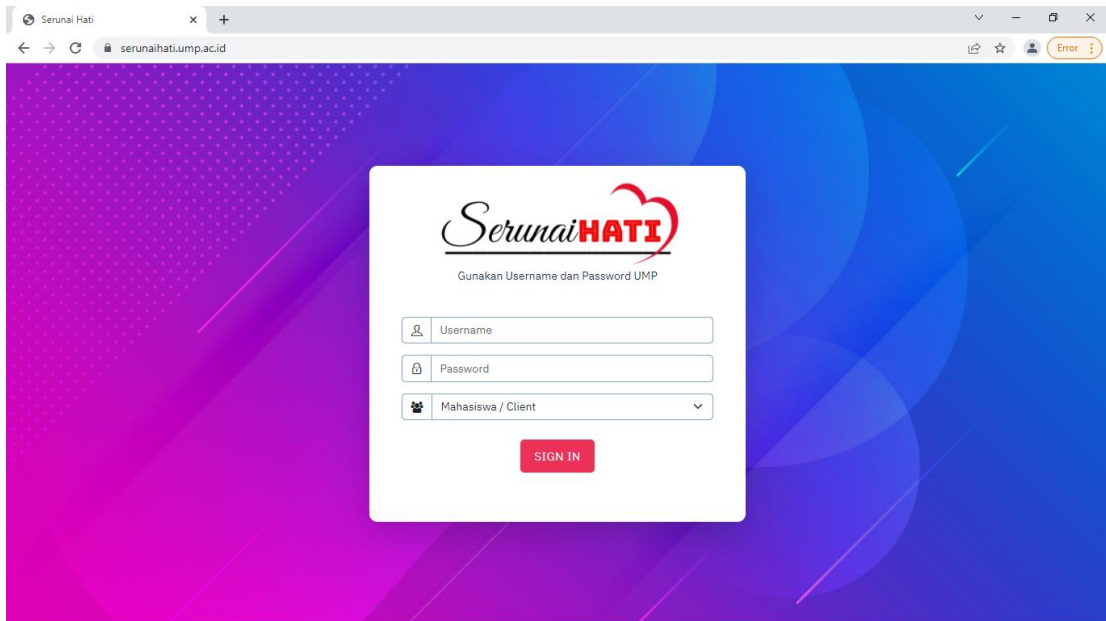 Serunai Hati
serunaihati.ump.ac.id
Error
SerunaiHATI
Gunakan Username dan Password UMP
Username
Password
Mahasiswa / Client
SIGN IN